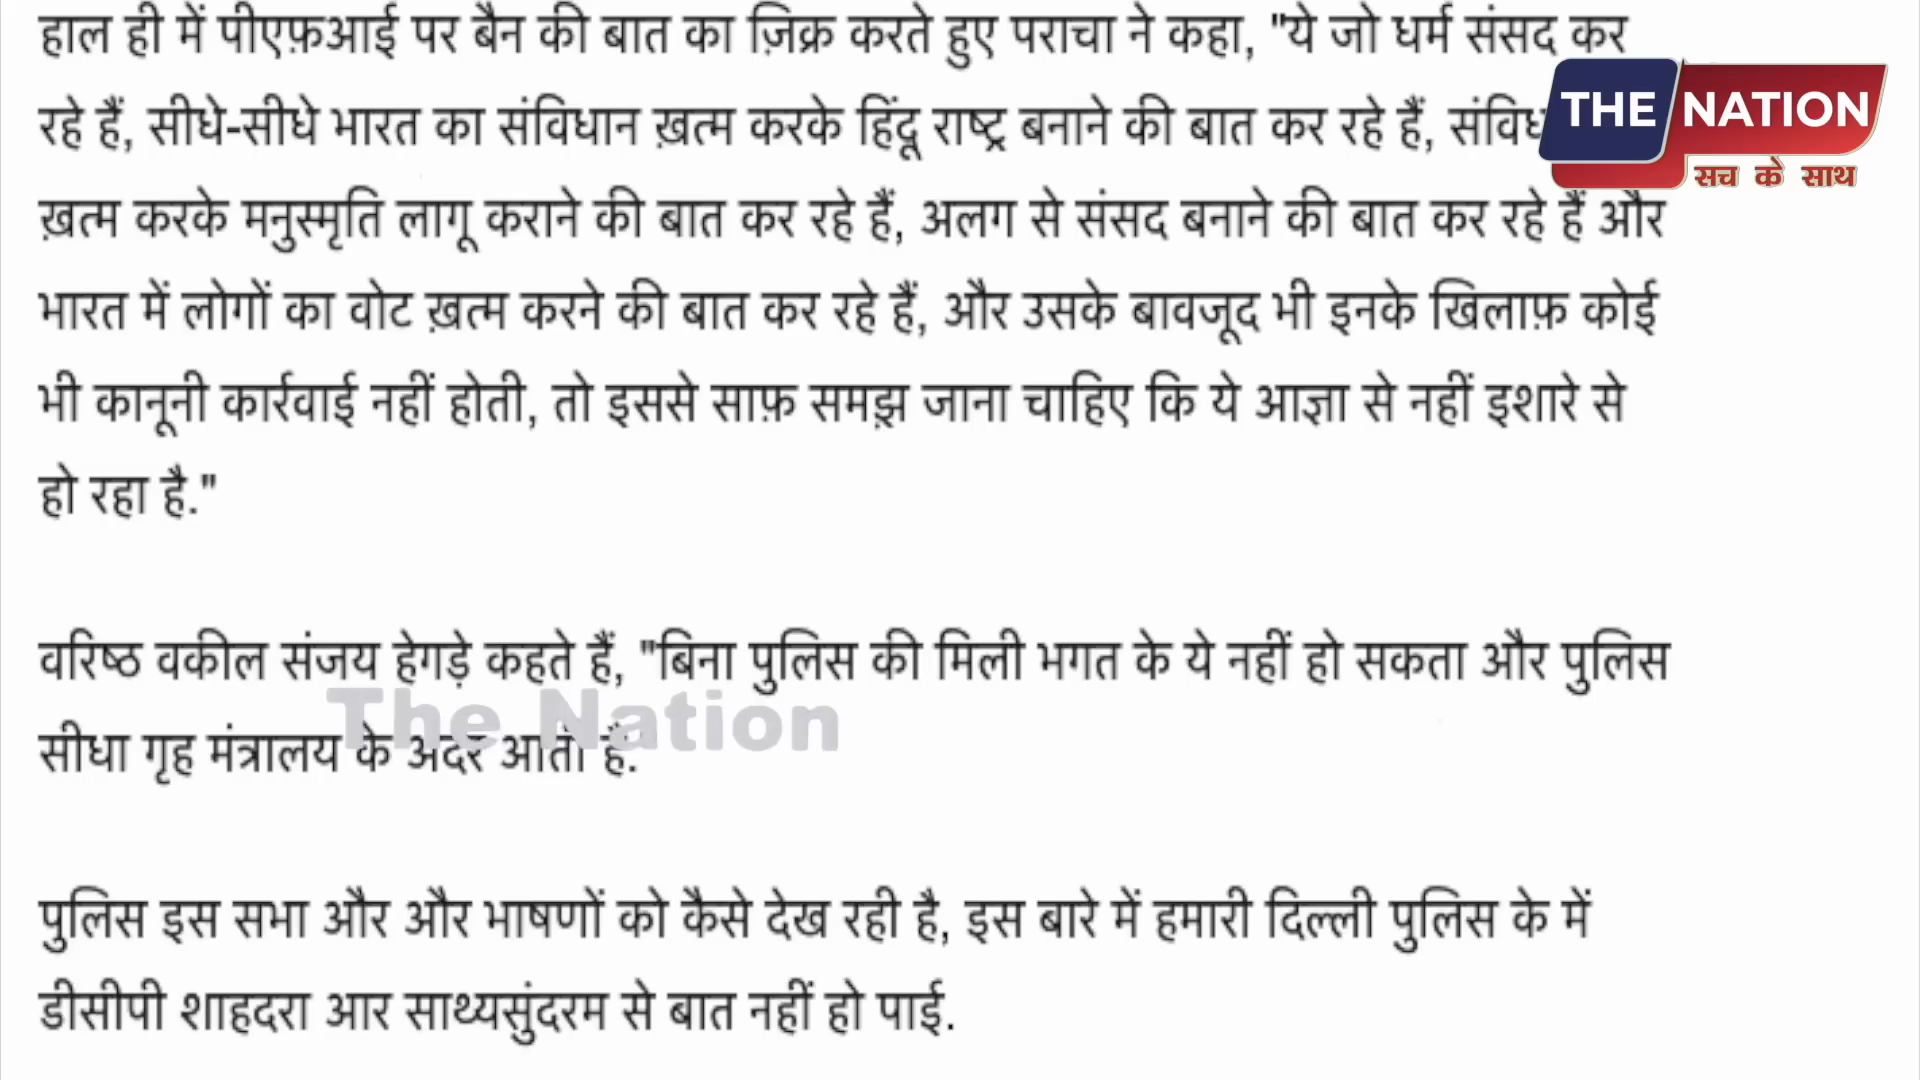 हाल ही में पीएफ़आई पर बैन की बात का ज़िक्र करते हुए पराचा ने कहा, "ये जो धर्म संसद कर
रहे हैं, सीधे-सीधे भारत का संविधान ख़त्म करके हिंदू राष्ट्र बनाने की बात कर रहे हैं,
THE NATION
सच के साथ
ख़त्म करके मनुस्मृति लागू कराने की बात कर रहे हैं, अलग से संसद बनाने की बात कर रहे हैं और
भारत में लोगों का वोट ख़त्म करने की बात कर रहे हैं, और उसके बावजूद भी इनके खिलाफ़ कोई
भी कानूनी कार्रवाई नहीं होती, तो इससे साफ़ समझ़ जाना चाहिए कि ये आज्ञा से नहीं इशारे से
हो रहा है."
वरिष्ठ वकील संजय हेगड़े कहते हैं, "बिना पुलिस की मिली भगत के ये नहीं हो सकता और पुलिस
The Nation
सीधा गृह मंत्रालय के अंदर आती है.
पुलिस इस सभा और और भाषणों को कैसे देख रही है, इस बारे में हमारी दिल्ली पुलिस के में
डीसीपी शाहदरा आर साथ्यसुंदरम से बात नहीं हो पाई.